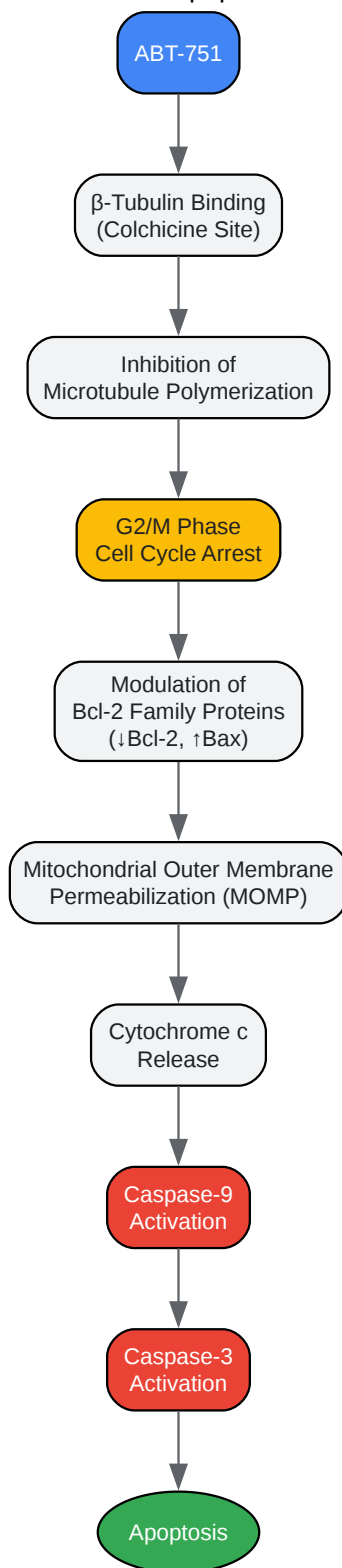 ABT-751
β-Tubulin Binding
(Colchicine Site)
Inhibition of
Microtubule Polymerization
G2/M Phase
Cell Cycle Arrest
Modulation of
Bcl-2 Family Proteins
(↓Bcl-2, ↑Bax)
Mitochondrial Outer Membrane
Permeabilization (MOMP)
Cytochrome c
Release
Caspase-9
Activation
Caspase-3
Activation
Apoptosis